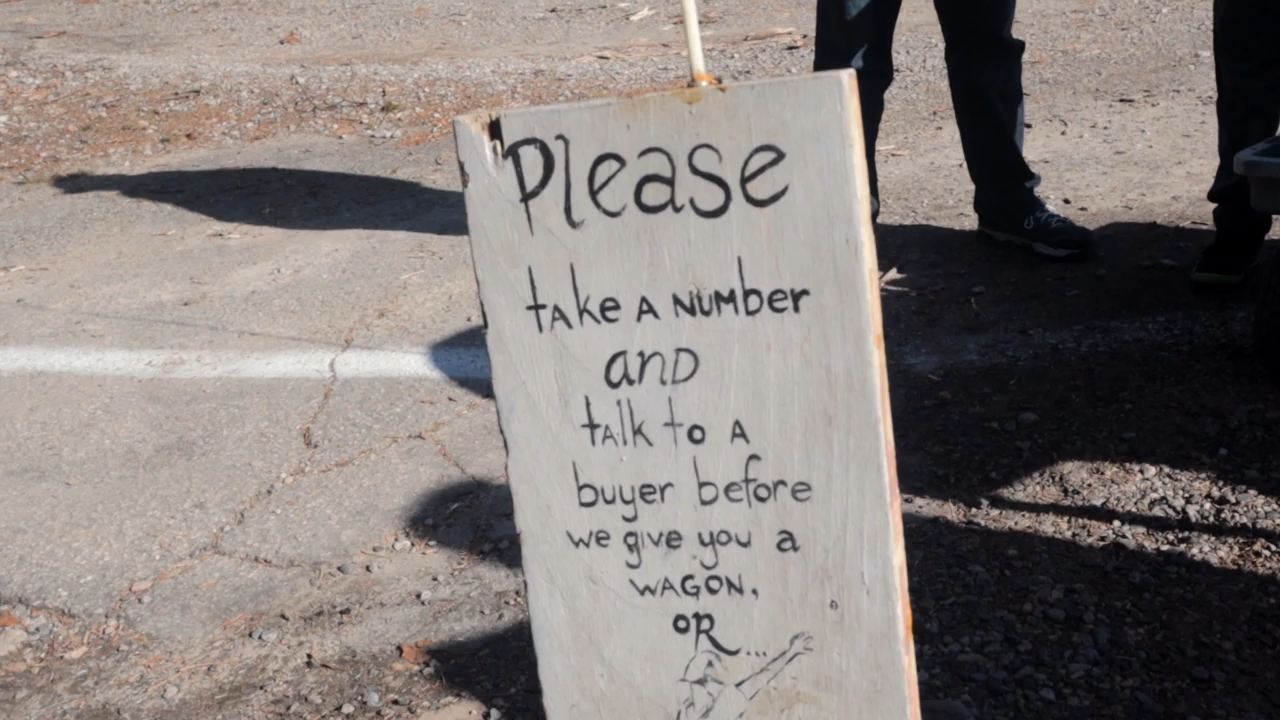 Please
take A NUMber
and
talk to A
buyer before
we give you a
WAGON,
OR...